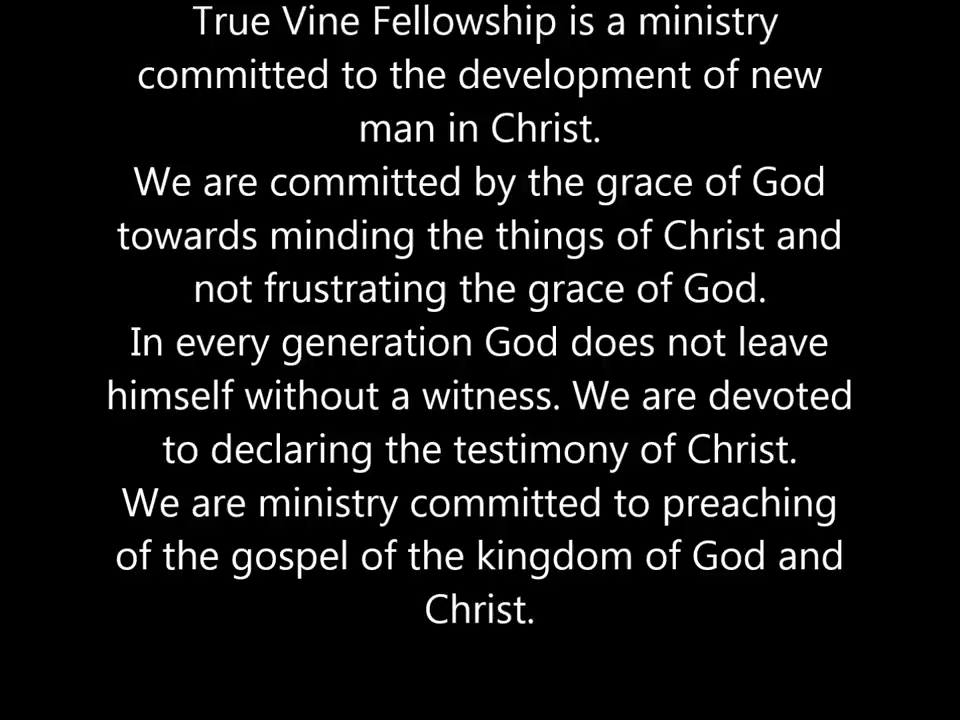 True Vine Fellowship is a ministry
committed to the development of new
man in Christ.
We are committed by the grace of God
towards minding the things of Christ and
not frustrating the grace of God.
In every generation God does not leave
himself without a witness. We are devoted
to declaring the testimony of Christ.
We are ministry committed to preaching
of the gospel of the kingdom of God and
Christ.